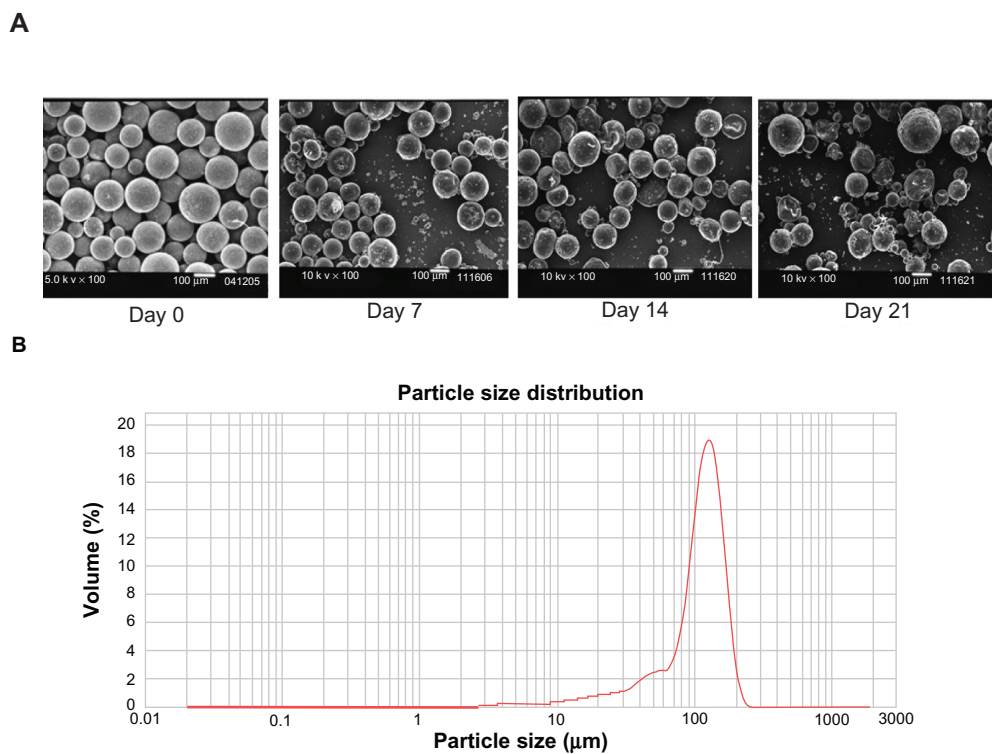 A
5.0 kv × 100 100 μm 041205
10 kv × 100 100 μm 111606
10 kv × 100 100 μm 111620
10 kv × 100 100 μm 111621
Day 0
Day 7
Day 14
Day 21
B
Particle size distribution
Volume (%)
20
18
16
14
12
10
8
6
4
2
0
0.01 0.1 1 10 100 1000 3000
Particle size (μm)